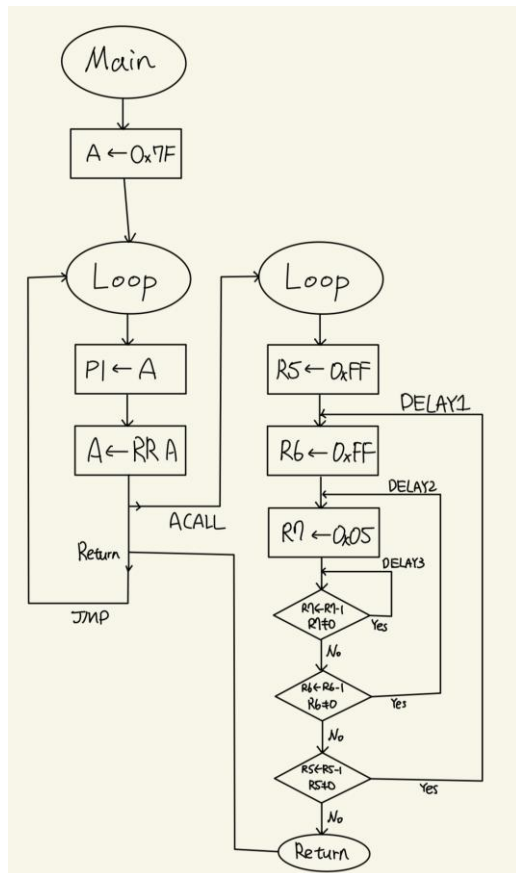 Main
A ← 0x7F
Loop
P1 ← A
A ← RR A
ACALL
Return
JMP
Loop
R5 ← 0xFF
DELAY1
R6 ← 0xFF
DELAY2
R7 ← 0x05
DELAY3
R7←R7-1
R7≠0
Yes
No
R6←R6-1
R6≠0
Yes
No
R5←R5-1
R5≠0
Yes
No
Return